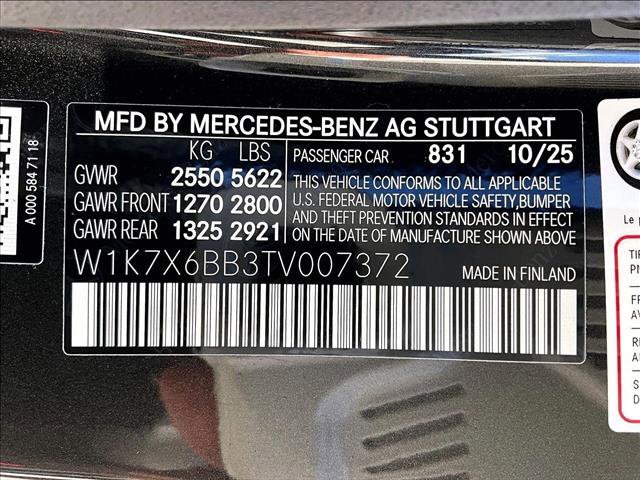 MFD BY MERCEDES-BENZ AG STUTTGART
KG LBS PASSENGER CAR 831 10/25
GVWR 2550 5622
GAWR FRONT 1270 2800
GAWR REAR 1325 2921
THIS VEHICLE CONFORMS TO ALL APPLICABLE
U.S. FEDERAL MOTOR VEHICLE SAFETY,BUMPER
AND THEFT PREVENTION STANDARDS IN EFFECT
ON THE DATE OF MANUFACTURE SHOWN ABOVE.
W1K7X6BB3TV007372 MADE IN FINLAND
A 000 584 71 18
Le
TIR